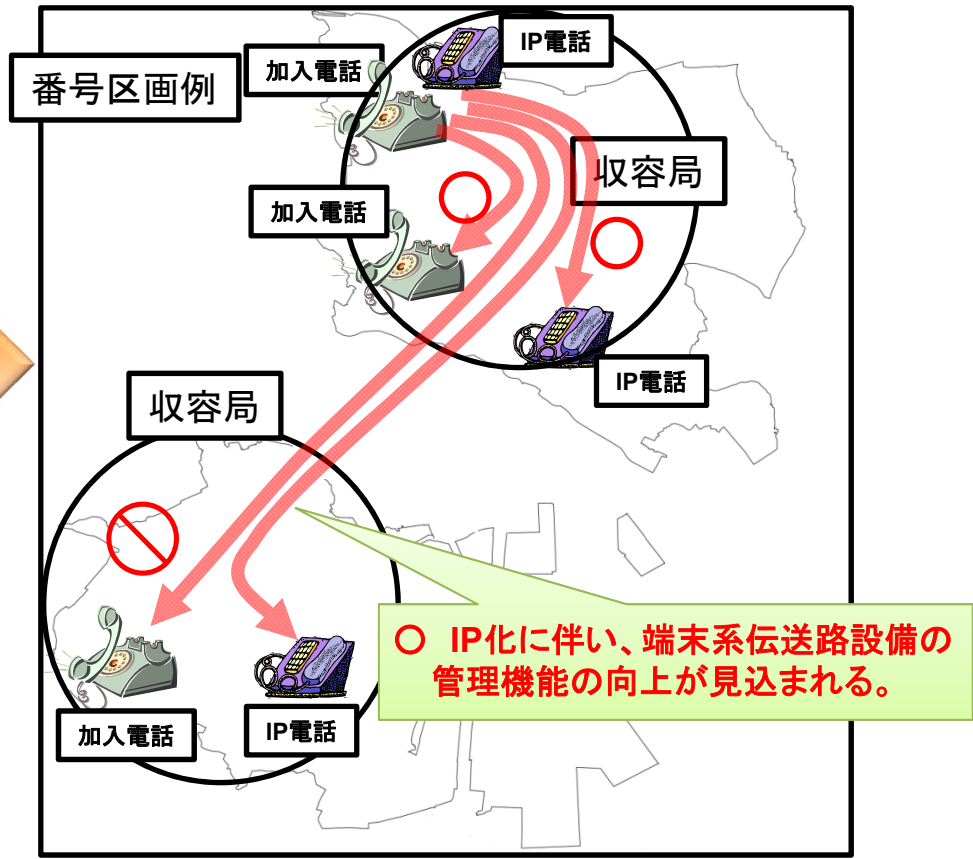 番号区画例
加入電話
IP電話
収容局
加入電話
IP電話
収容局
○ IP化に伴い、端末系伝送路設備の
管理機能の向上が見込まれる。
加入電話
IP電話